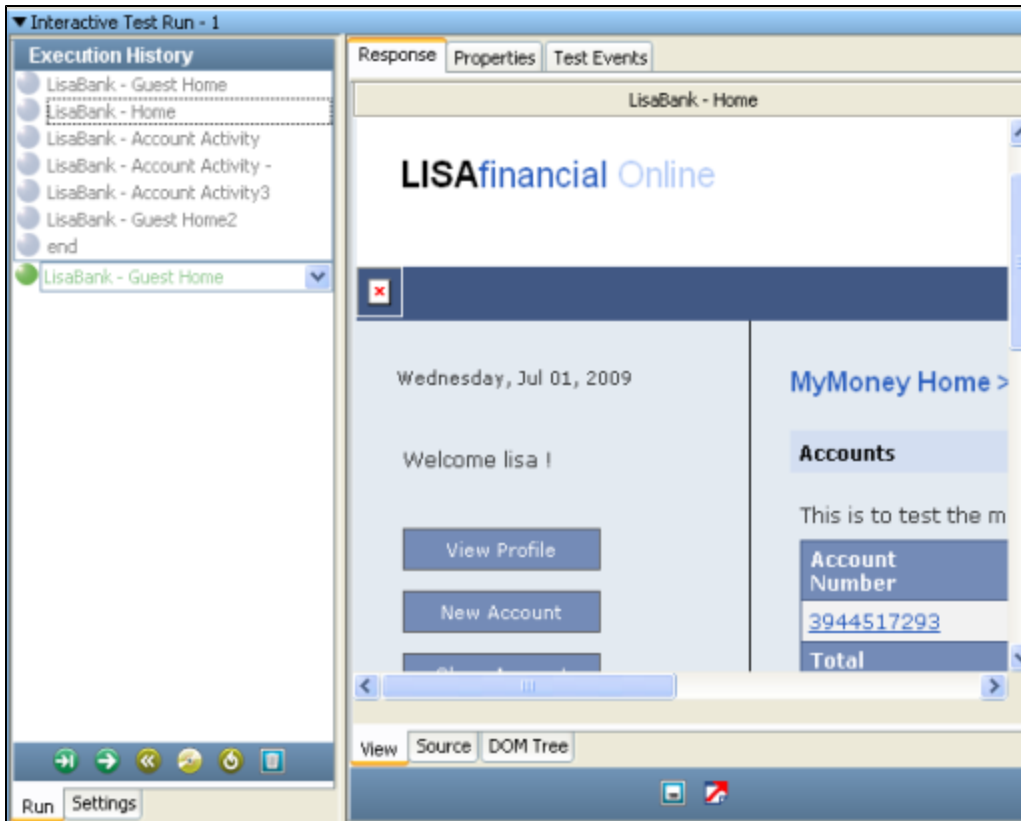 Interactive Test Run - 1
Execution History
LisaBank - Guest Home
LisaBank - Home
LisaBank - Account Activity
LisaBank - Account Activity -
LisaBank - Account Activity3
LisaBank - Guest Home2
end
LisaBank - Guest Home
Run Settings
Response Properties Test Events
LisaBank - Home
LISAfinancial Online
Wednesday, Jul 01, 2009
Welcome lisa !
View Profile
New Account
MyMoney Home >
Accounts
This is to test the m
Account
Number
3944517293
Total
View Source DOM Tree